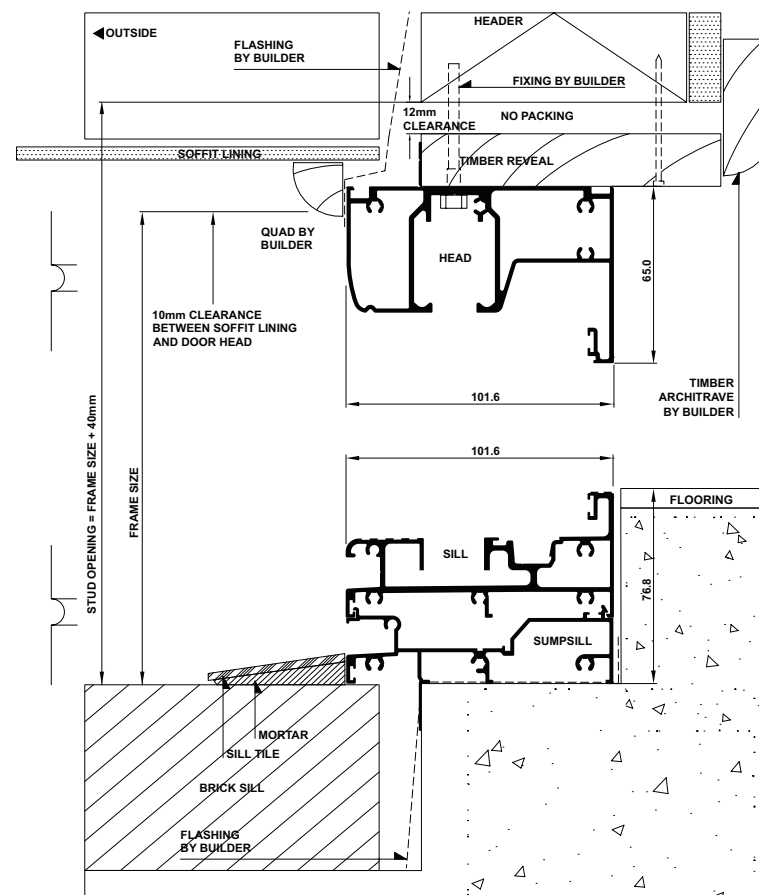 HEADER
OUTSIDE
FLASHING
BY BUILDER
FIXING BY BUILDER
12mm
CLEARANCE
NO PACKING
SOFFIT LINING
TIMBER REVEAL
QUAD BY
BUILDER
HEAD
65.0
10mm CLEARANCE
BETWEEN SOFFIT LINING
AND DOOR HEAD
TIMBER
ARCHITRAVE
BY BUILDER
101.6
101.6
STUD OPENING = FRAME SIZE + 40mm
FRAME SIZE
FLOORING
SILL
76.8
SUMPSILL
MORTAR
SILL TILE
BRICK SILL
FLASHING
BY BUILDER